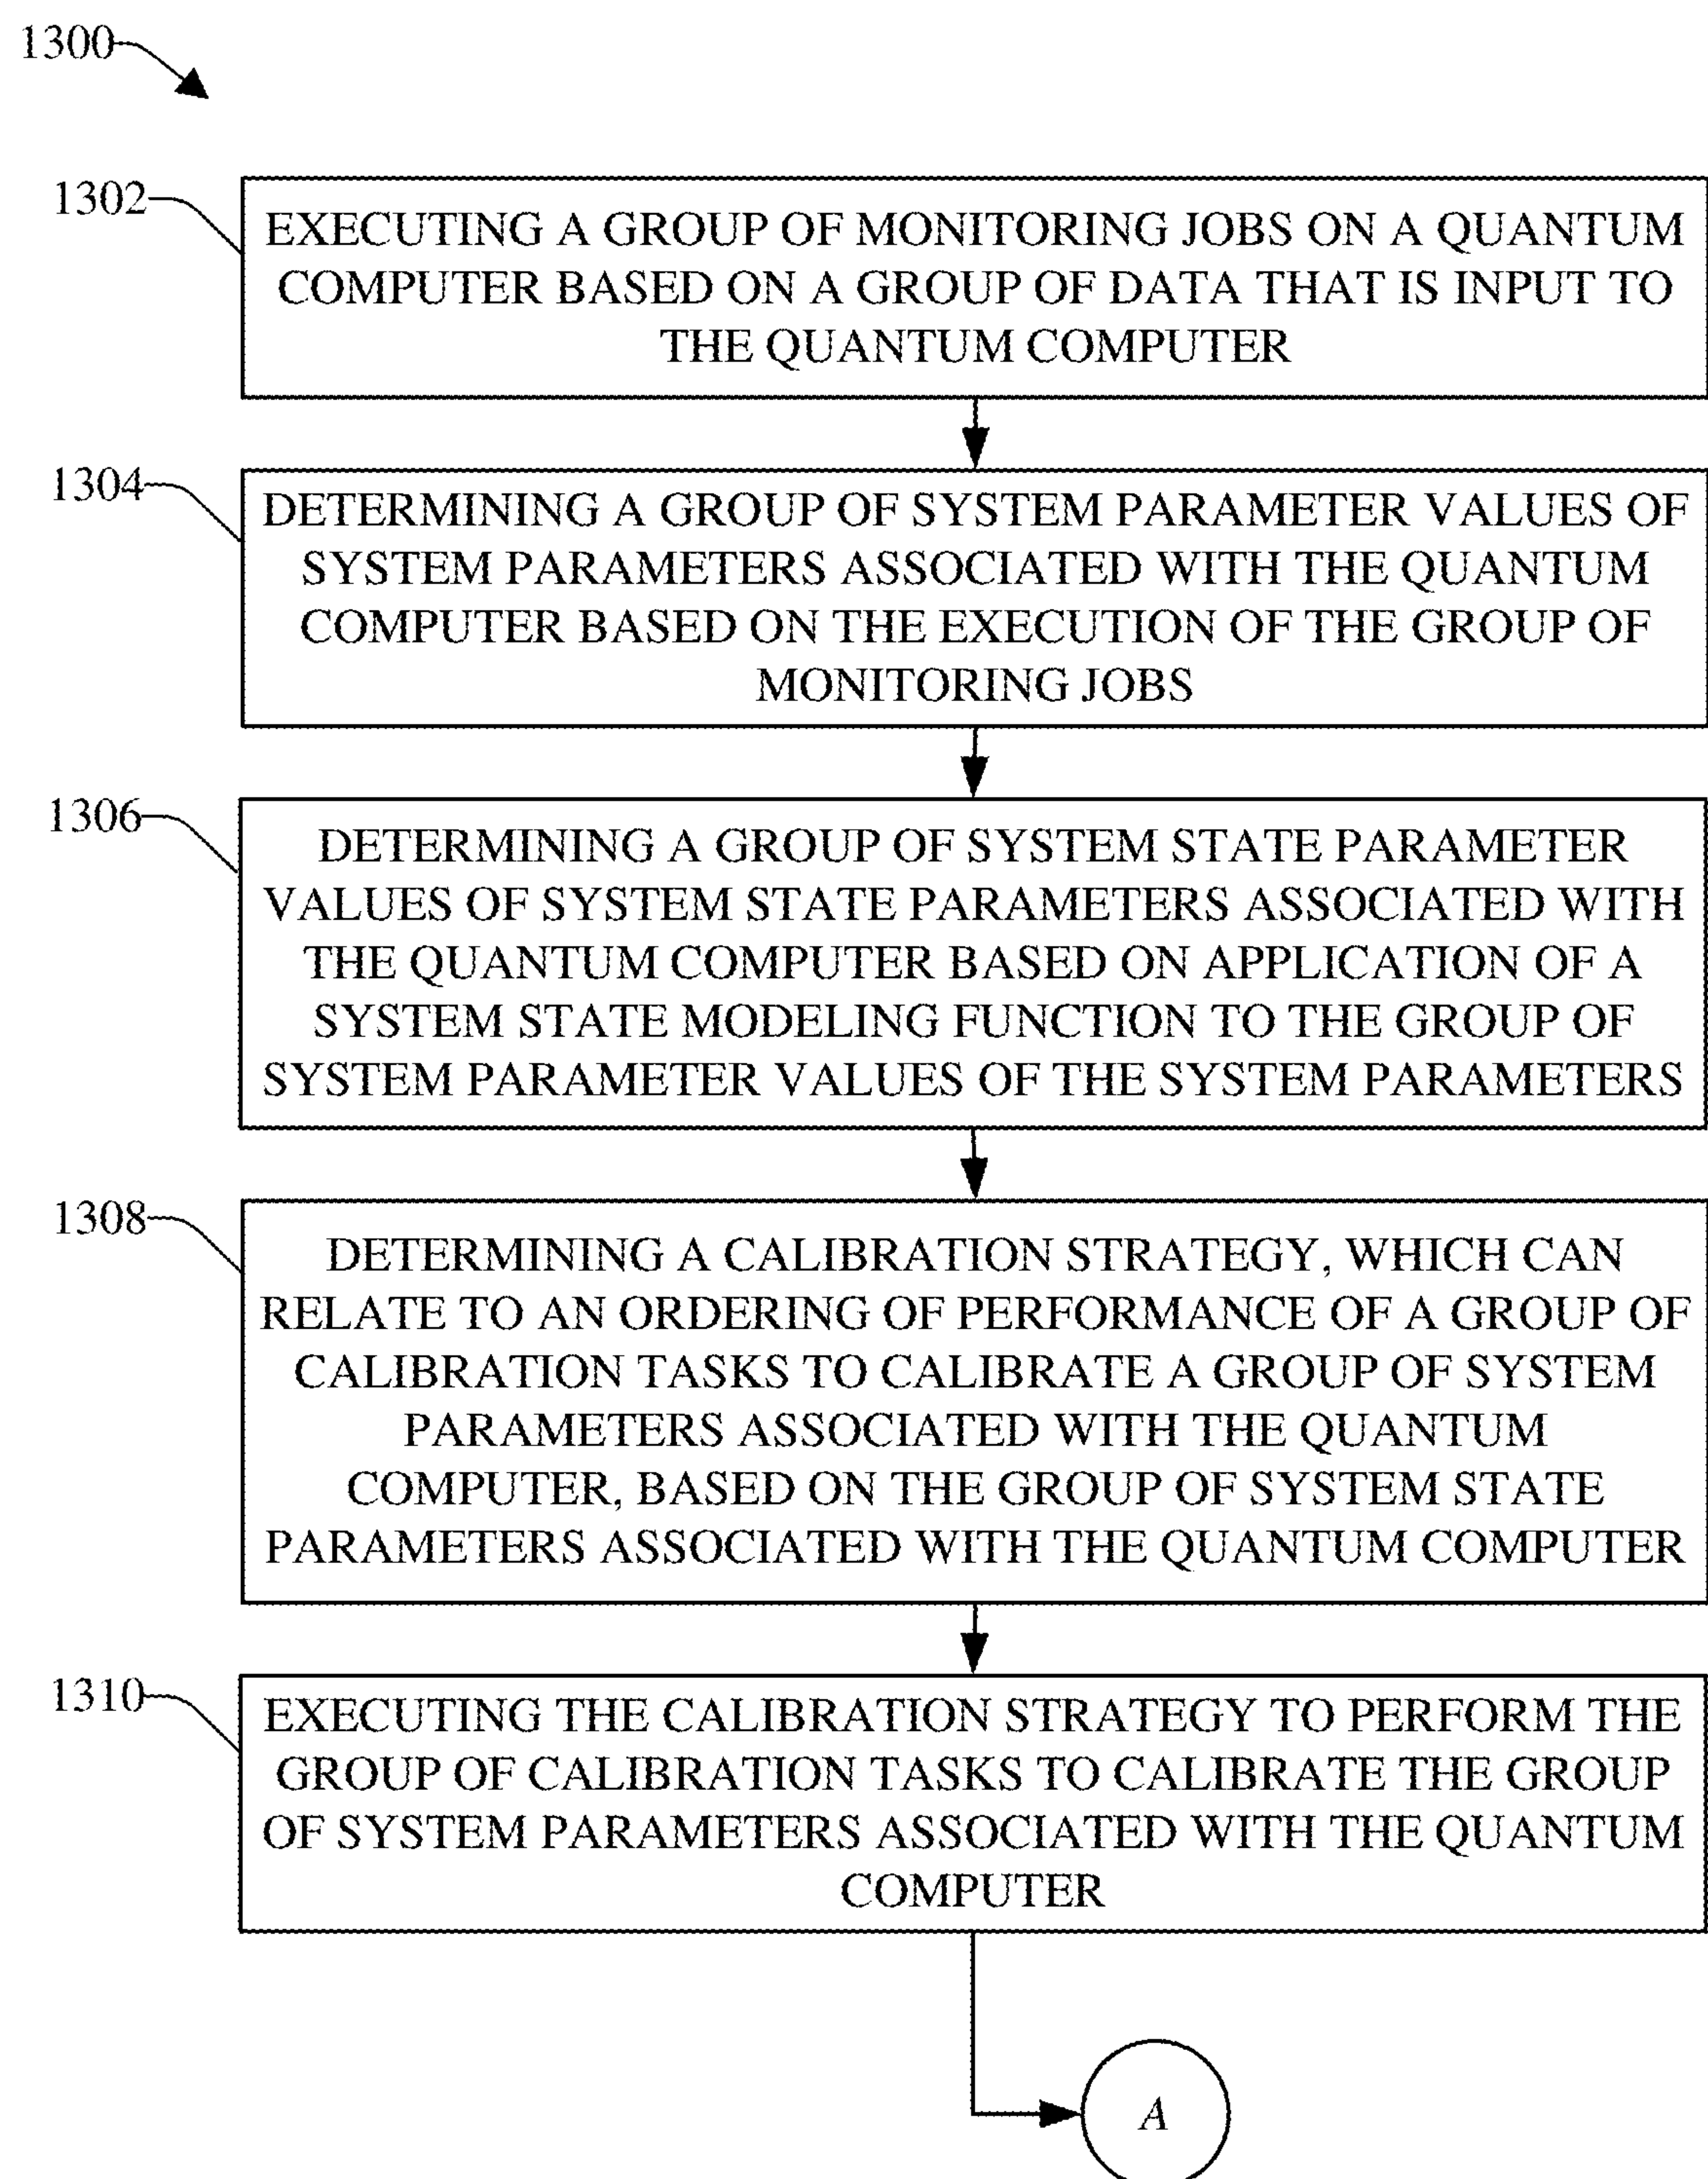 1300
1302
EXECUTING A GROUP OF MONITORING JOBS ON A QUANTUM
COMPUTER BASED ON A GROUP OF DATA THAT IS INPUT TO
THE QUANTUM COMPUTER
1304
DETERMINING A GROUP OF SYSTEM PARAMETER VALUES OF
SYSTEM PARAMETERS ASSOCIATED WITH THE QUANTUM
COMPUTER BASED ON THE EXECUTION OF THE GROUP OF
MONITORING JOBS
1306
DETERMINING A GROUP OF SYSTEM STATE PARAMETER
VALUES OF SYSTEM STATE PARAMETERS ASSOCIATED WITH
THE QUANTUM COMPUTER BASED ON APPLICATION OF A
SYSTEM STATE MODELING FUNCTION TO THE GROUP OF
SYSTEM PARAMETER VALUES OF THE SYSTEM PARAMETERS
1308
DETERMINING A CALIBRATION STRATEGY, WHICH CAN
RELATE TO AN ORDERING OF PERFORMANCE OF A GROUP OF
CALIBRATION TASKS TO CALIBRATE A GROUP OF SYSTEM
PARAMETERS ASSOCIATED WITH THE QUANTUM
COMPUTER, BASED ON THE GROUP OF SYSTEM STATE
PARAMETERS ASSOCIATED WITH THE QUANTUM COMPUTER
1310
EXECUTING THE CALIBRATION STRATEGY TO PERFORM THE
GROUP OF CALIBRATION TASKS TO CALIBRATE THE GROUP
OF SYSTEM PARAMETERS ASSOCIATED WITH THE QUANTUM
COMPUTER
A